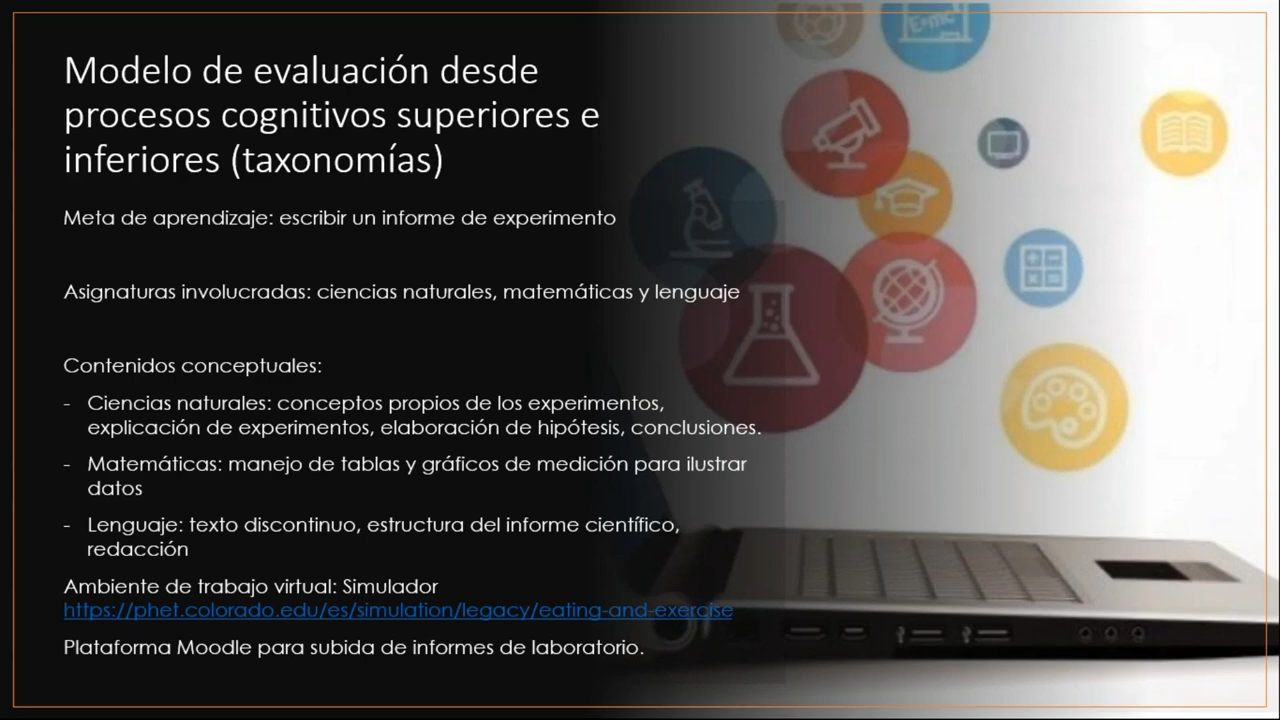 Modelo de evaluación desde
procesos cognitivos superiores e
inferiores (taxonomías)
Meta de aprendizaje: escribir un informe de experimento
Asignaturas involucradas: ciencias naturales, matemáticas y lenguaje
Contenidos conceptuales:
- Ciencias naturales: conceptos propios de los experimentos,
explicación de experimentos, elaboración de hipótesis, conclusiones.
- Matemáticas: manejo de tablas y gráficos de medición para ilustrar
datos
- Lenguaje: texto discontinuo, estructura del informe científico,
redacción
Ambiente de trabajo virtual: Simulador
https://phet.colorado.edu/es/simulation/legacy/eating-and-exercise
Plataforma Moodle para subida de informes de laboratorio.
E=mc²